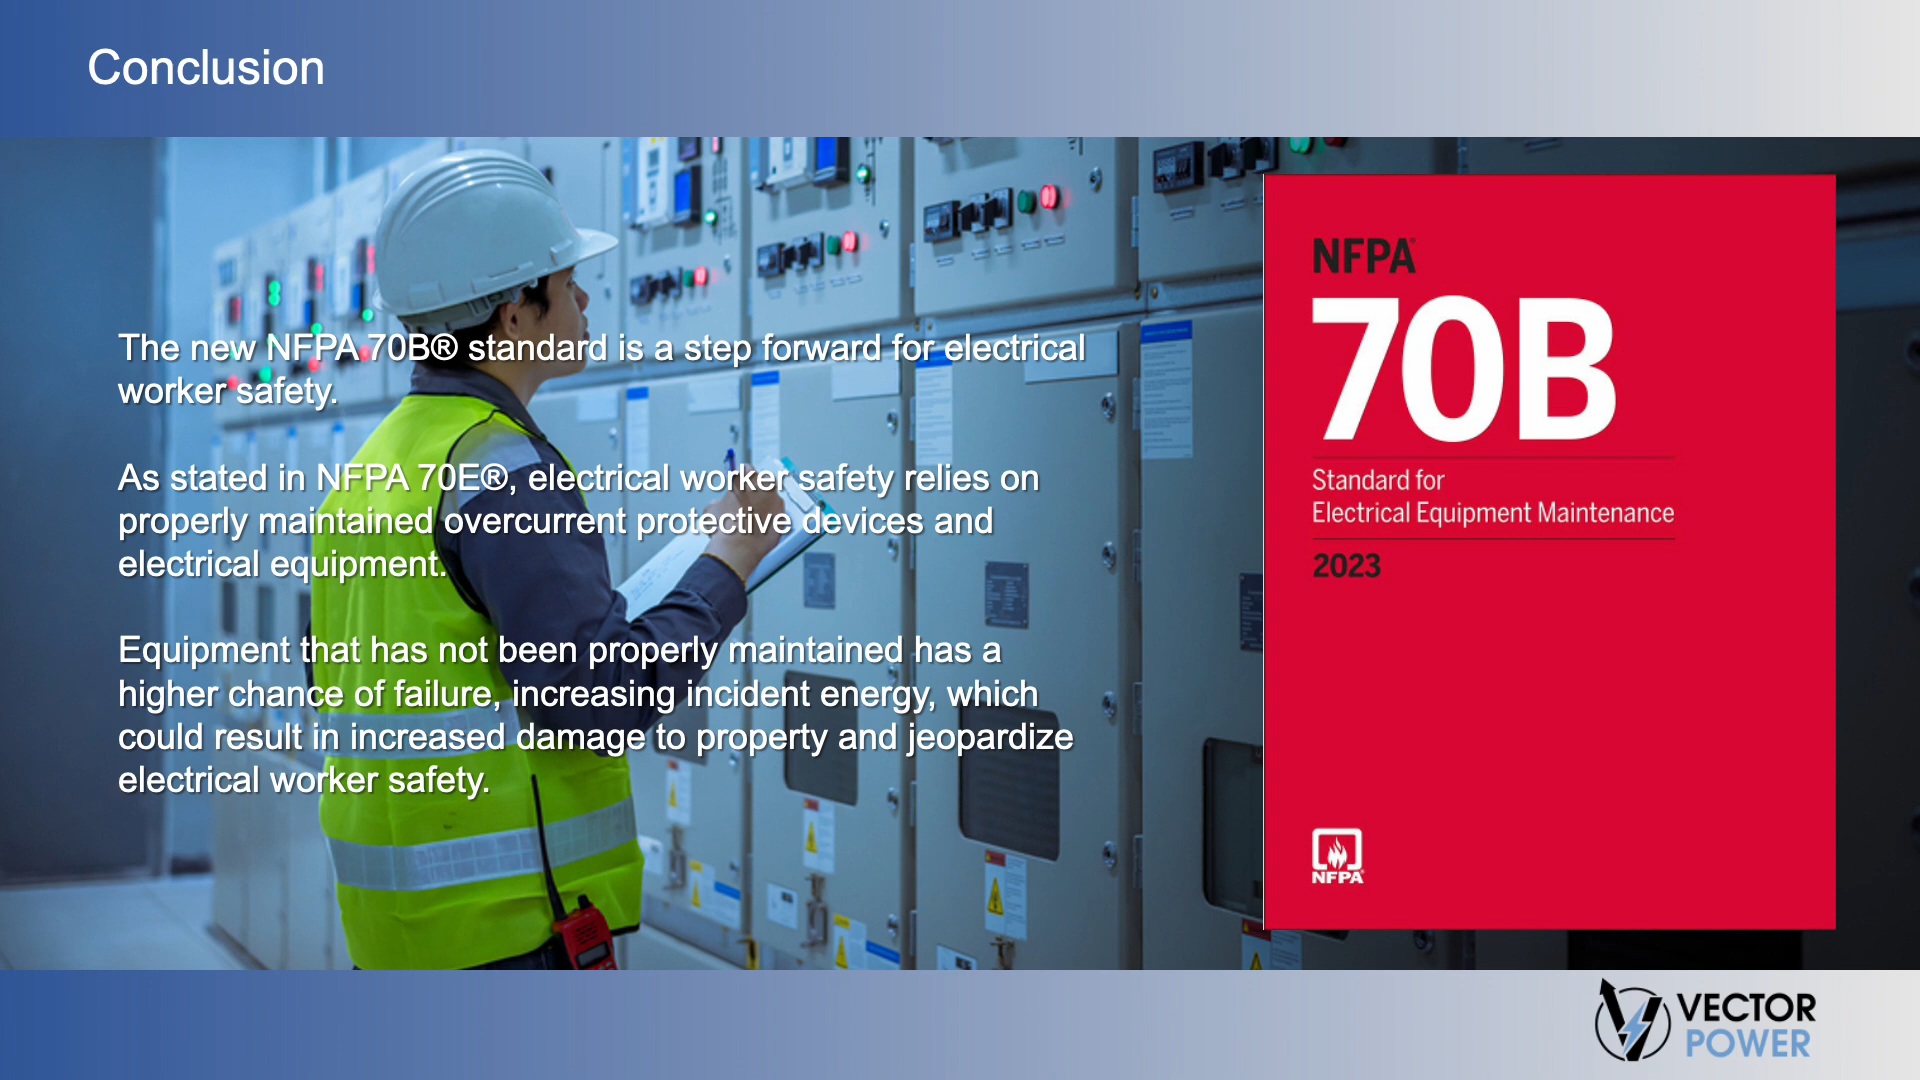 Conclusion
The new NFPA 70B® standard is a step forward for electrical
worker safety.
As stated in NFPA 70E®, electrical worker safety relies on
properly maintained overcurrent protective devices and
electrical equipment.
Equipment that has not been properly maintained has a
higher chance of failure, increasing incident energy, which
could result in increased damage to property and jeopardize
electrical worker safety.
NFPA®
70B
Standard for
Electrical Equipment Maintenance
2023
NFPA®
VECTOR
POWER